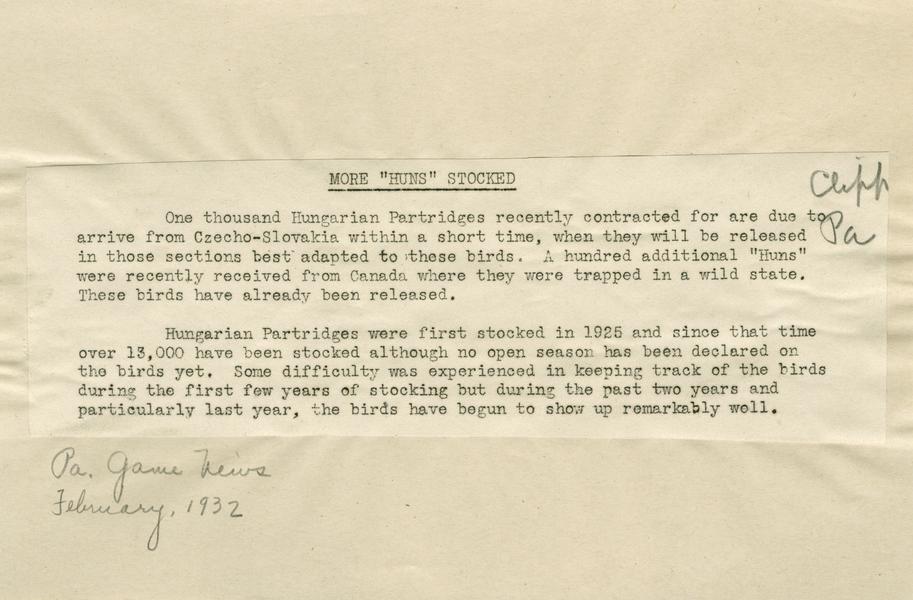 MORE "HUNS" STOCKED
Clipp
One thousand Hungarian Partridges recently contracted for are due to
Pa
arrive from Czecho-Slovakia within a short time, when they will be released
in those sections best adapted to these birds. A hundred additional "Huns"
were recently received from Canada where they were trapped in a wild state.
These birds have already been released.
Hungarian Partridges were first stocked in 1925 and since that time
over 13,000 have been stocked although no open season has been declared on
the birds yet. Some difficulty was experienced in keeping track of the birds
during the first few years of stocking but during the past two years and
particularly last year, the birds have begun to show up remarkably well.
Pa. Game News
February, 1932